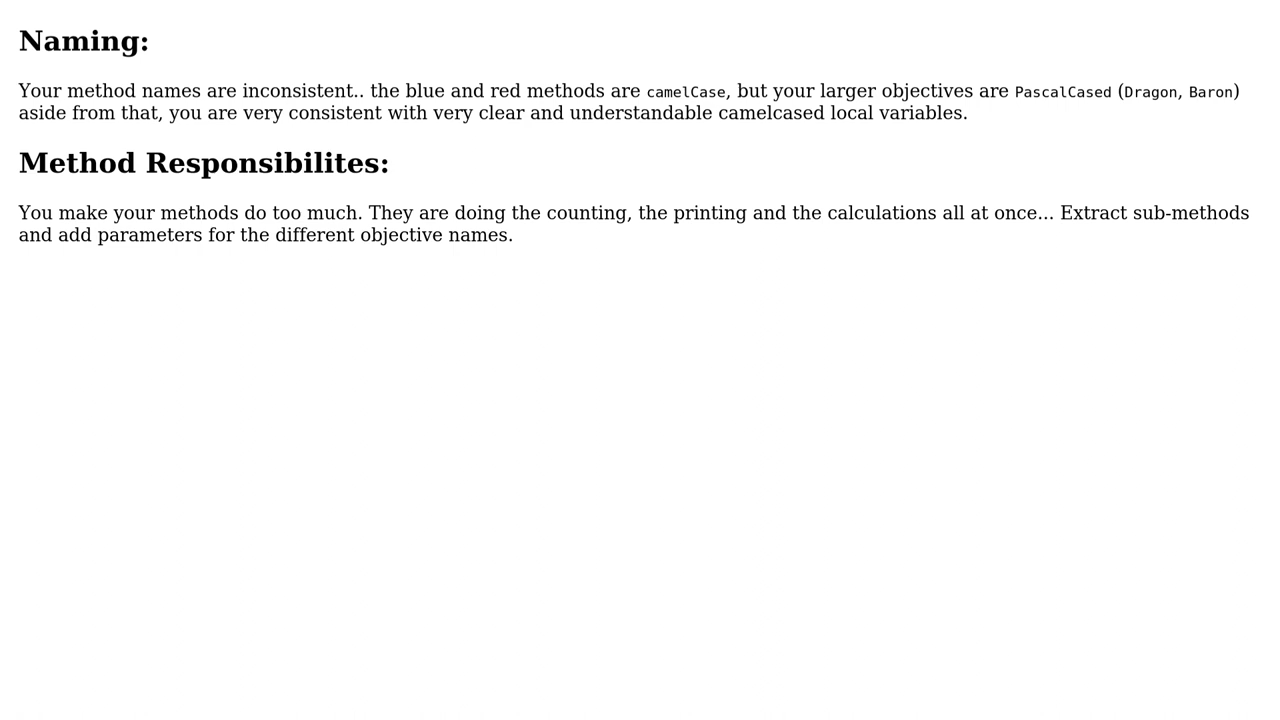 Naming:
Your method names are inconsistent.. the blue and red methods are camelCase, but your larger objectives are PascalCased (Dragon, Baron)
aside from that, you are very consistent with very clear and understandable camelcased local variables.
Method Responsibilites:
You make your methods do too much. They are doing the counting, the printing and the calculations all at once... Extract sub-methods
and add parameters for the different objective names.